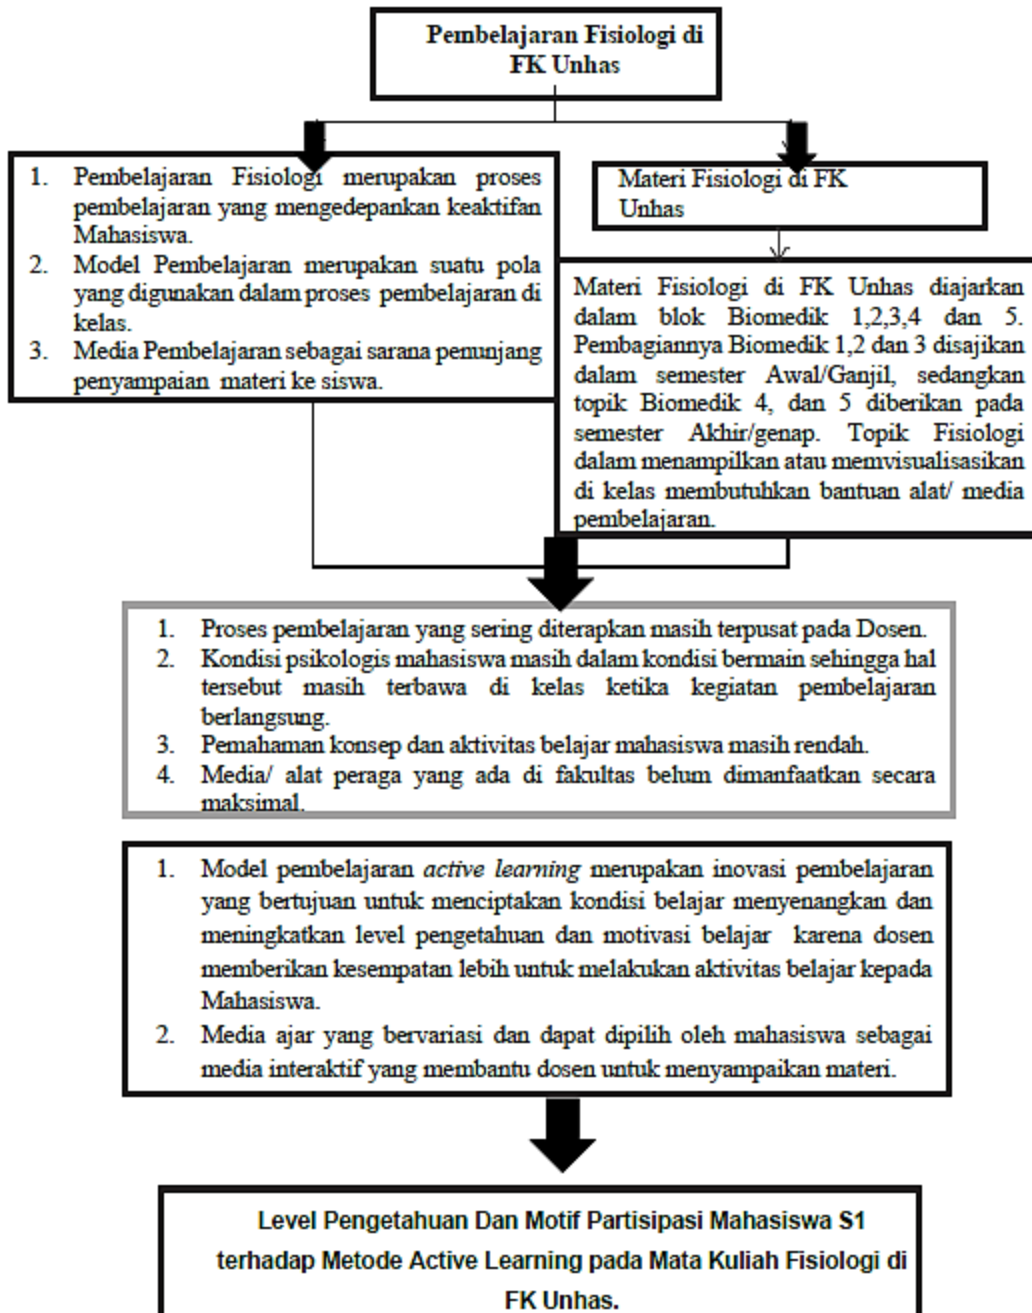 Pembelajaran Fisiologi di
FK Unhas
1. Pembelajaran Fisiologi merupakan proses
pembelajaran yang mengedepankan keaktifan
Mahasiswa.
2. Model Pembelajaran merupakan suatu pola
yang digunakan dalam proses pembelajaran di
kelas.
3. Media Pembelajaran sebagai sarana penunjang
penyampaian materi ke siswa.
Materi Fisiologi di FK
Unhas
Materi Fisiologi di FK Unhas diajarkan
dalam blok Biomedik 1,2,3,4 dan 5.
Pembagiannya Biomedik 1,2 dan 3 disajikan
dalam semester Awal/Ganjil, sedangkan
topik Biomedik 4, dan 5 diberikan pada
semester Akhir/genap. Topik Fisiologi
dalam menampilkan atau memvisualisasikan
di kelas membutuhkan bantuan alat/ media
pembelajaran.
1. Proses pembelajaran yang sering diterapkan masih terpusat pada Dosen.
2. Kondisi psikologis mahasiswa masih dalam kondisi bermain sehingga hal
tersebut masih terbawa di kelas ketika kegiatan pembelajaran
berlangsung.
3. Pemahaman konsep dan aktivitas belajar mahasiswa masih rendah.
4. Media/ alat peraga yang ada di fakultas belum dimanfaatkan secara
maksimal.
1. Model pembelajaran active learning merupakan inovasi pembelajaran
yang bertujuan untuk menciptakan kondisi belajar menyenangkan dan
meningkatkan level pengetahuan dan motivasi belajar karena dosen
memberikan kesempatan lebih untuk melakukan aktivitas belajar kepada
Mahasiswa.
2. Media ajar yang bervariasi dan dapat dipilih oleh mahasiswa sebagai
media interaktif yang membantu dosen untuk menyampaikan materi.
Level Pengetahuan Dan Motif Partisipasi Mahasiswa S1
terhadap Metode Active Learning pada Mata Kuliah Fisiologi di
FK Unhas.